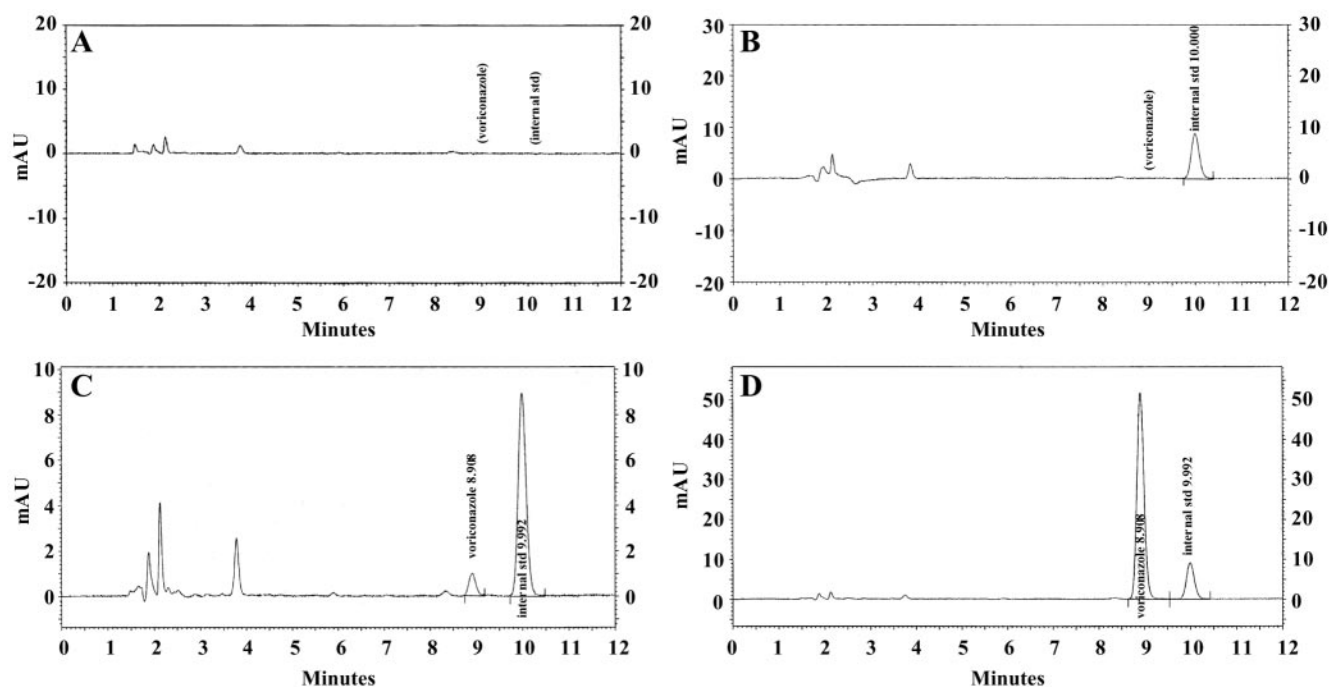 A
20
10
0
-10
-20
mAU
20
10
0
-10
-20
(voriconazole)
(internal std)
0 1 2 3 4 5 6 7 8 9 10 11 12
Minutes
B
30
20
10
0
-10
-20
mAU
30
20
10
0
-10
-20
(voriconazole)
internal std 10.000
0 1 2 3 4 5 6 7 8 9 10 11 12
Minutes
C
10
8
6
4
2
0
mAU
10
8
6
4
2
0
voriconazole 8.908
internal std 9.992
0 1 2 3 4 5 6 7 8 9 10 11 12
Minutes
D
50
40
30
20
10
0
mAU
50
40
30
20
10
0
voriconazole 8.908
internal std 9.992
0 1 2 3 4 5 6 7 8 9 10 11 12
Minutes